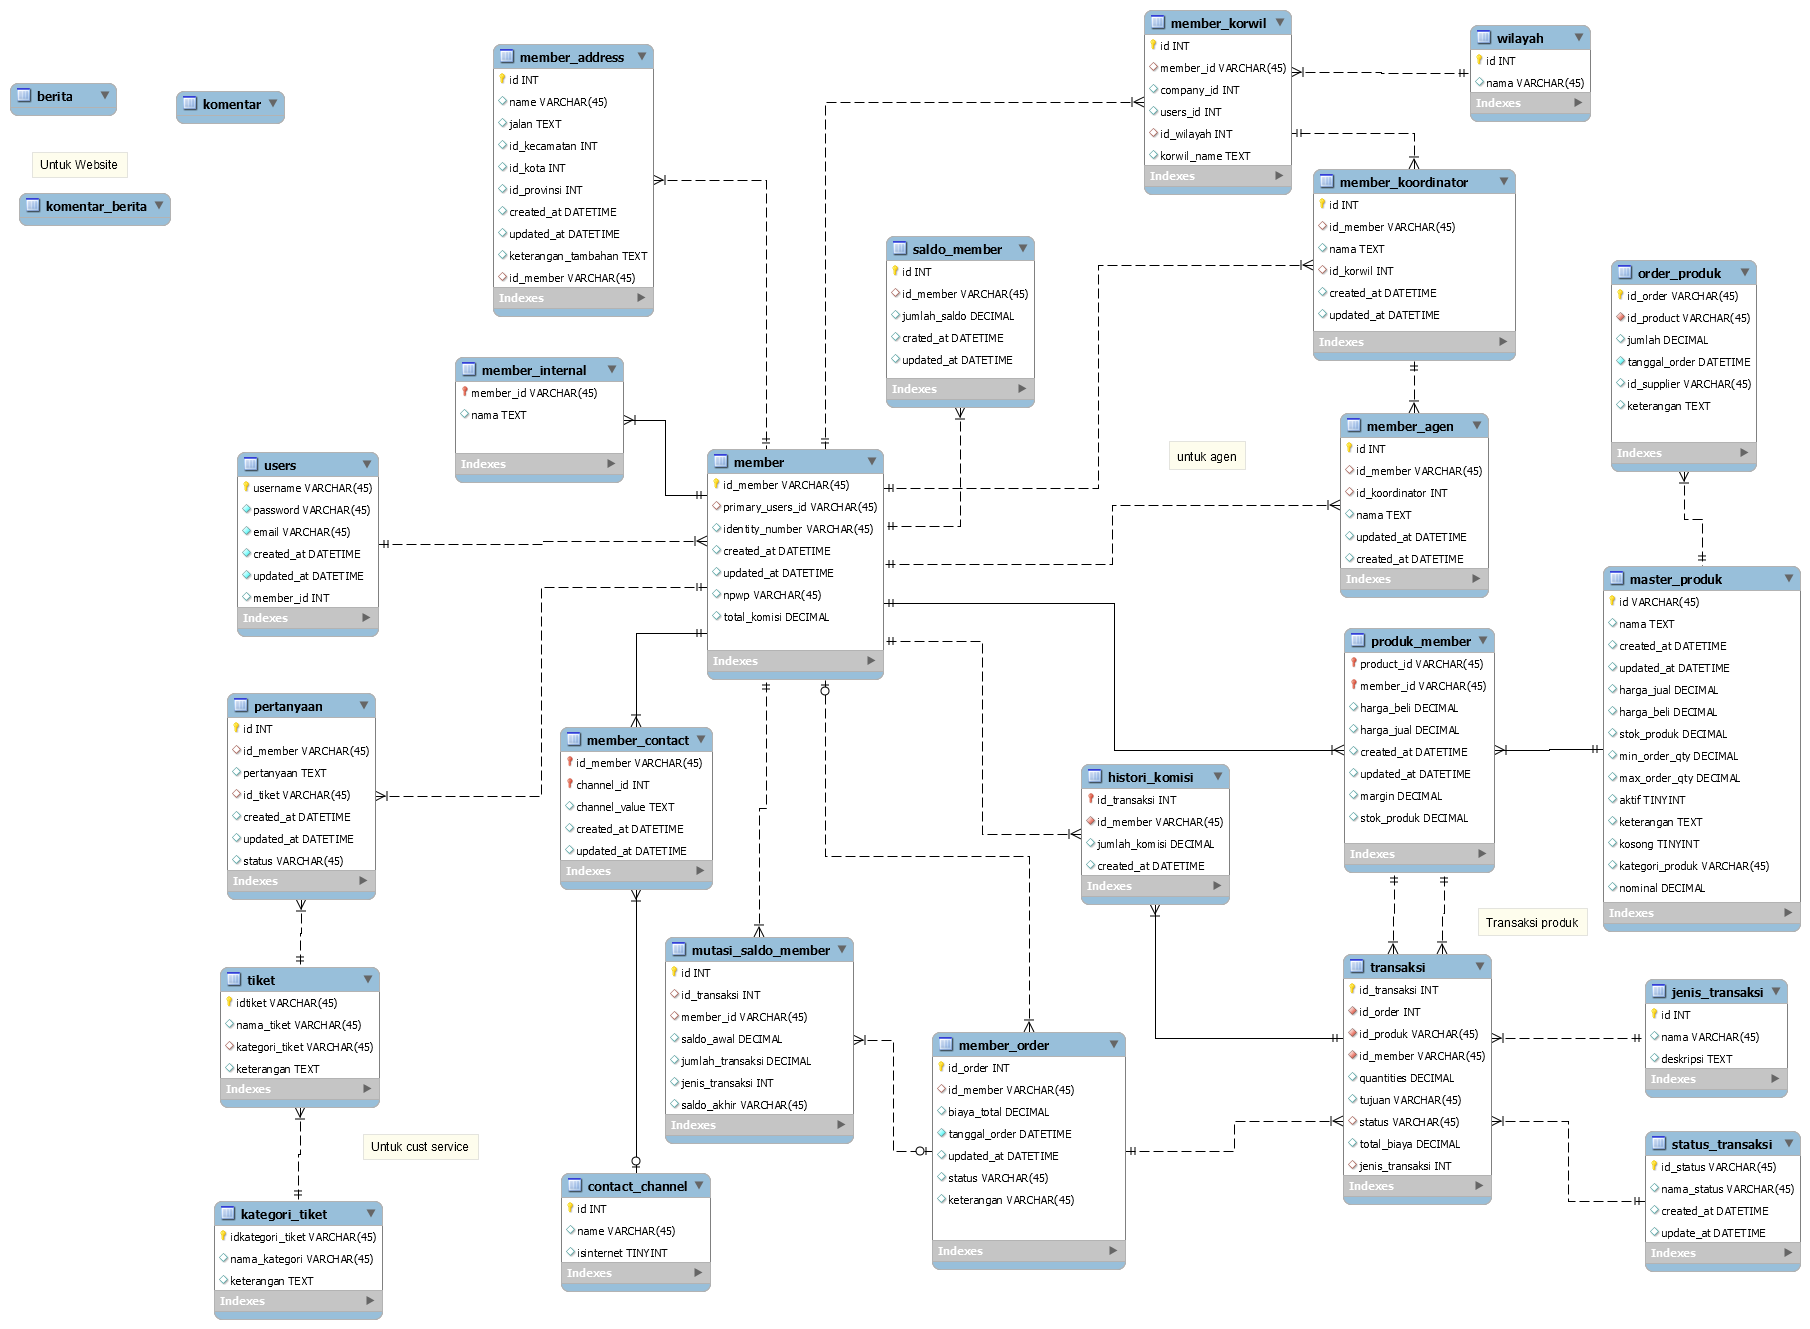 berita
komentar
Untuk Website
komentar_berita
member_address
id INT
name VARCHAR(45)
jalan TEXT
id_kecamatan INT
id_kota INT
id_provinsi INT
created_at DATETIME
updated_at DATETIME
keterangan_tambahan TEXT
id_member VARCHAR(45)
Indexes
member_korwil
id INT
member_id VARCHAR(45)
company_id INT
users_id INT
id_wilayah INT
korwil_name TEXT
Indexes
wilayah
id INT
nama VARCHAR(45)
Indexes
member_koordinator
id INT
id_member VARCHAR(45)
nama TEXT
id_korwil INT
created_at DATETIME
updated_at DATETIME
Indexes
saldo_member
id INT
id_member VARCHAR(45)
jumlah_saldo DECIMAL
crated_at DATETIME
updated_at DATETIME
Indexes
order_produk
id_order VARCHAR(45)
id_product VARCHAR(45)
jumlah DECIMAL
tanggal_order DATETIME
id_supplier VARCHAR(45)
keterangan TEXT
Indexes
member_internal
member_id VARCHAR(45)
nama TEXT
Indexes
users
username VARCHAR(45)
password VARCHAR(45)
email VARCHAR(45)
created_at DATETIME
updated_at DATETIME
member_id INT
Indexes
member
id_member VARCHAR(45)
primary_users_id VARCHAR(45)
identity_number VARCHAR(45)
created_at DATETIME
updated_at DATETIME
npwp VARCHAR(45)
total_komisi DECIMAL
Indexes
untuk agen
member_agen
id INT
id_member VARCHAR(45)
id_koordinator INT
nama TEXT
updated_at DATETIME
created_at DATETIME
Indexes
master_produk
id VARCHAR(45)
nama TEXT
created_at DATETIME
updated_at DATETIME
harga_jual DECIMAL
harga_beli DECIMAL
stok_produk DECIMAL
min_order_qty DECIMAL
max_order_qty DECIMAL
aktif TINYINT
keterangan TEXT
kosong TINYINT
kategori_produk VARCHAR(45)
nominal DECIMAL
Indexes
produk_member
product_id VARCHAR(45)
member_id VARCHAR(45)
harga_beli DECIMAL
harga_jual DECIMAL
created_at DATETIME
updated_at DATETIME
margin DECIMAL
stok_produk DECIMAL
Indexes
pertanyaan
id INT
id_member VARCHAR(45)
pertanyaan TEXT
id_tiket VARCHAR(45)
created_at DATETIME
updated_at DATETIME
status VARCHAR(45)
Indexes
member_contact
id_member VARCHAR(45)
channel_id INT
channel_value TEXT
created_at DATETIME
updated_at DATETIME
Indexes
histori_komisi
id_transaksi INT
id_member VARCHAR(45)
jumlah_komisi DECIMAL
created_at DATETIME
Indexes
Transaksi produk
mutasi_saldo_member
id INT
id_transaksi INT
member_id VARCHAR(45)
saldo_awal DECIMAL
jumlah_transaksi DECIMAL
jenis_transaksi INT
saldo_akhir VARCHAR(45)
Indexes
transaksi
id_transaksi INT
id_order INT
id_produk VARCHAR(45)
id_member VARCHAR(45)
quantities DECIMAL
tujuan VARCHAR(45)
status VARCHAR(45)
total_biaya DECIMAL
jenis_transaksi INT
Indexes
jenis_transaksi
id INT
nama VARCHAR(45)
deskripsi TEXT
Indexes
tiket
idtiket VARCHAR(45)
nama_tiket VARCHAR(45)
kategori_tiket VARCHAR(45)
keterangan TEXT
Indexes
member_order
id_order INT
id_member VARCHAR(45)
biaya_total DECIMAL
tanggal_order DATETIME
updated_at DATETIME
status VARCHAR(45)
keterangan VARCHAR(45)
Indexes
status_transaksi
id_status VARCHAR(45)
nama_status VARCHAR(45)
created_at DATETIME
update_at DATETIME
Indexes
Untuk cust service
contact_channel
id INT
name VARCHAR(45)
isinternet TINYINT
Indexes
kategori_tiket
idkategori_tiket VARCHAR(45)
nama_kategori VARCHAR(45)
keterangan TEXT
Indexes